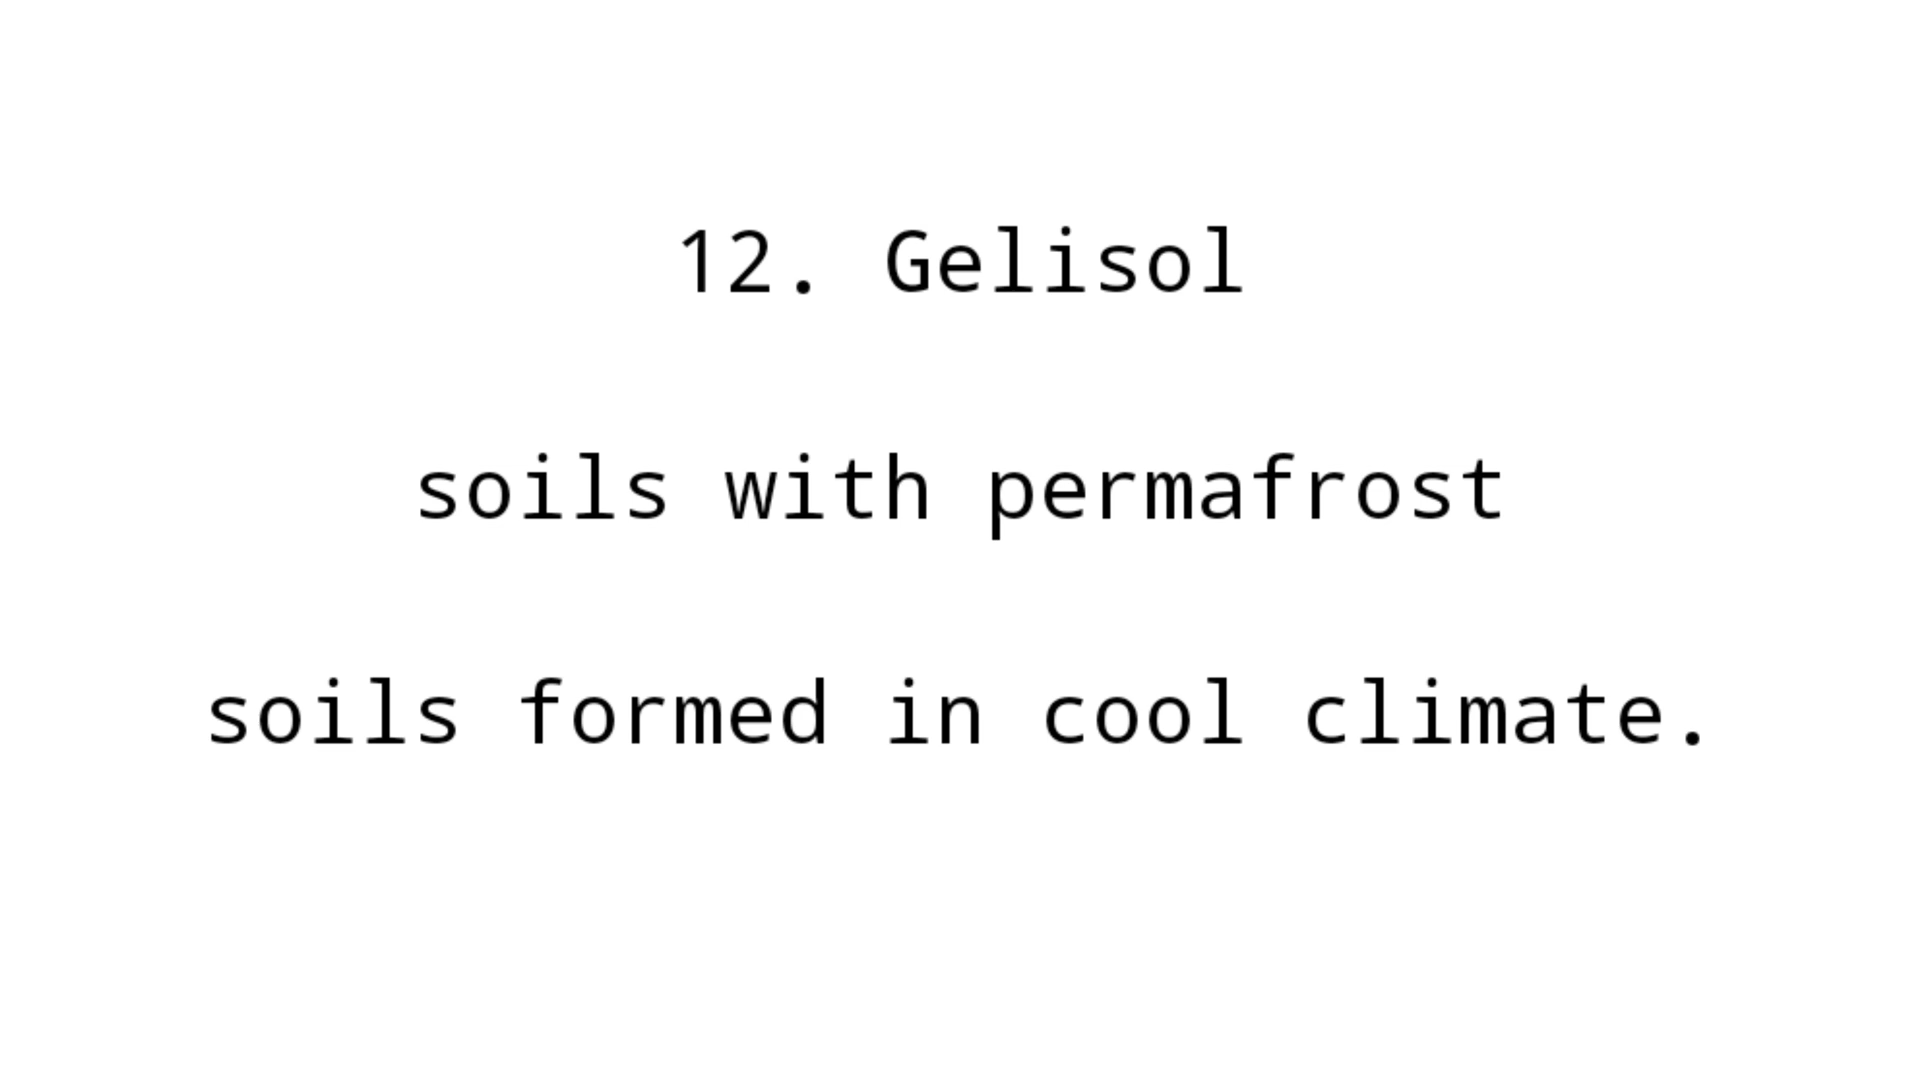 12. Gelisol
soils with permafrost
soils formed in cool climate.